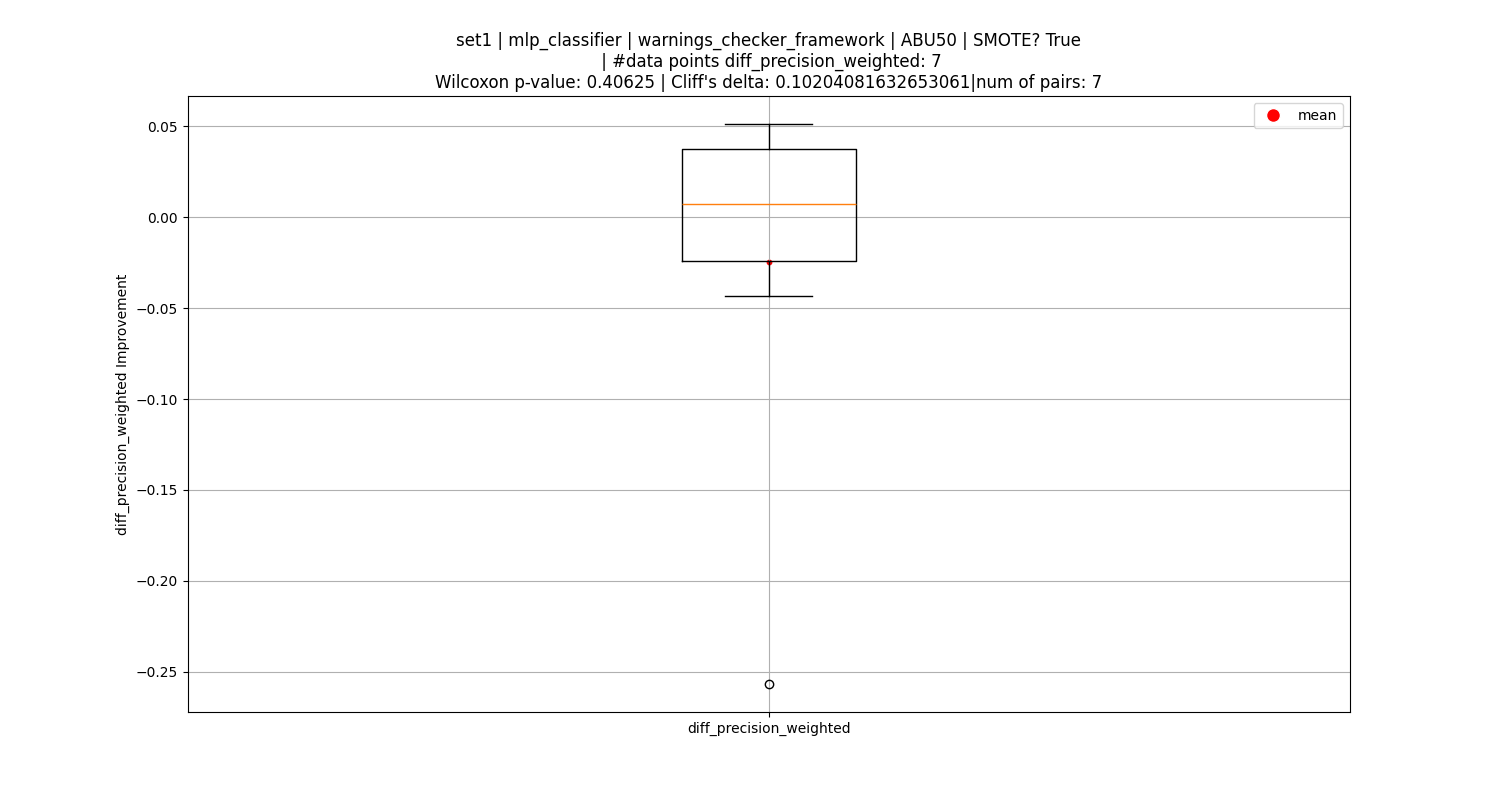 set1 | mlp_classifier | warnings_checker_framework | ABU50 | SMOTE? True
| #data points diff_precision_weighted: 7
Wilcoxon p-value: 0.40625 | Cliff's delta: 0.10204081632653061|num of pairs: 7
mean
0.05
0.00
−0.05
−0.10
−0.15
−0.20
−0.25
diff_precision_weighted Improvement
diff_precision_weighted